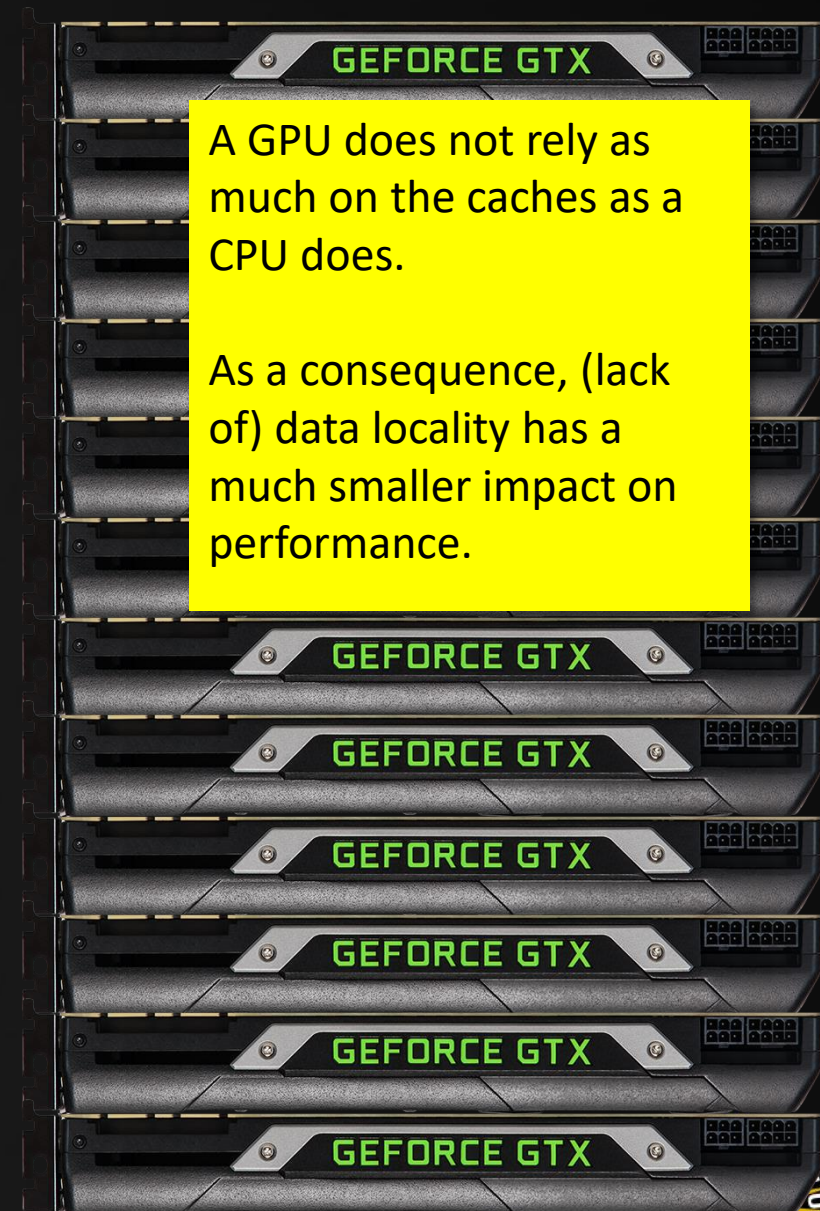 GEFORCE GTX
A GPU does not rely as
much on the caches as a
CPU does.
As a consequence, (lack
of) data locality has a
much smaller impact on
performance.
GEFORCE GTX
GEFORCE GTX
GEFORCE GTX
GEFORCE GTX
GEFORCE GTX
GEFORCE GTX